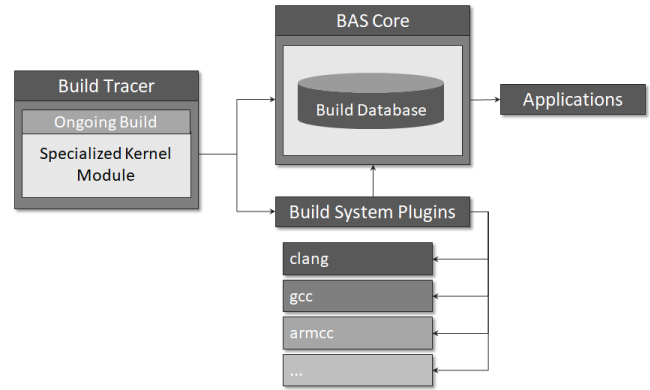 BAS Core
Build Database
Build Tracer
Ongoing Build
Specialized Kernel
Module
Applications
Build System Plugins
clang
gcc
armcc
...